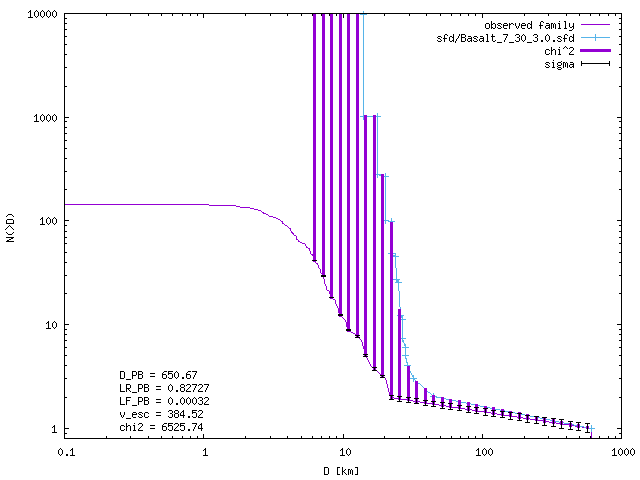 10000
1000
100
10
1
N(>D)
observed family
sfd/Basalt_7_30_3.0.sfd
chi^2
sigma
D_PB = 650.67
LR_PB = 0.82727
LF_PB = 0.00032
v_esc = 384.52
chi2 = 6525.74
0.1 1 10 100 1000
D [km]